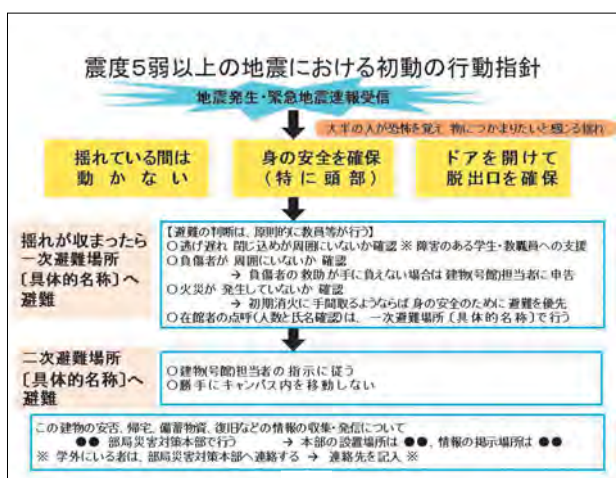 震度5弱以上の地震における初動の行動指針
地震発生・緊急地震速報受信
大半の人が恐怖を覚え 物につかまりたいと感じる揺れ
揺れている間は
動かない
身の安全を確保
(特に頭部)
ドアを開けて
脱出口を確保
揺れが収まったら
一次避難場所
〔具体的名称〕へ
避難
【避難の判断は、原則的に教員等が行う】
○逃げ遅れ 閉じ込めが周囲にいないか確認 ※ 障害のある学生・教職員への支援
○負傷者が 周囲にいないか 確認
→ 負傷者の救助が手に負えない場合は建物(号館)担当者に申告
○火災が 発生していないか 確認
→ 初期消火に手間取るようならば 身の安全のために 避難を優先
○在館者の点呼(人数と氏名確認)は、 一次避難場所〔具体的名称〕で行う
二次避難場所
〔具体的名称〕へ
避難
○建物(号館)担当者の 指示に従う
○勝手にキャンパス内を移動しない
この建物の安否、帰宅、備蓄物資、復旧などの情報の収集・発信について
●● 部局災害対策本部で行う → 本部の設置場所は ●●、情報の掲示場所は ●●
※ 学外にいる者は、部局災害対策本部へ連絡する → 連絡先を記入 ※